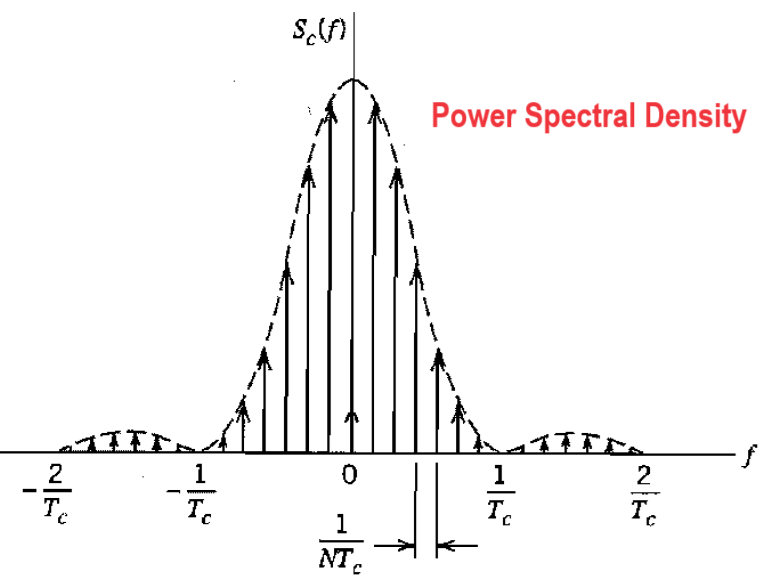 S_c(f)
Power Spectral Density
f
-2/T_c
-1/T_c
0
1/T_c
2/T_c
1/NT_c